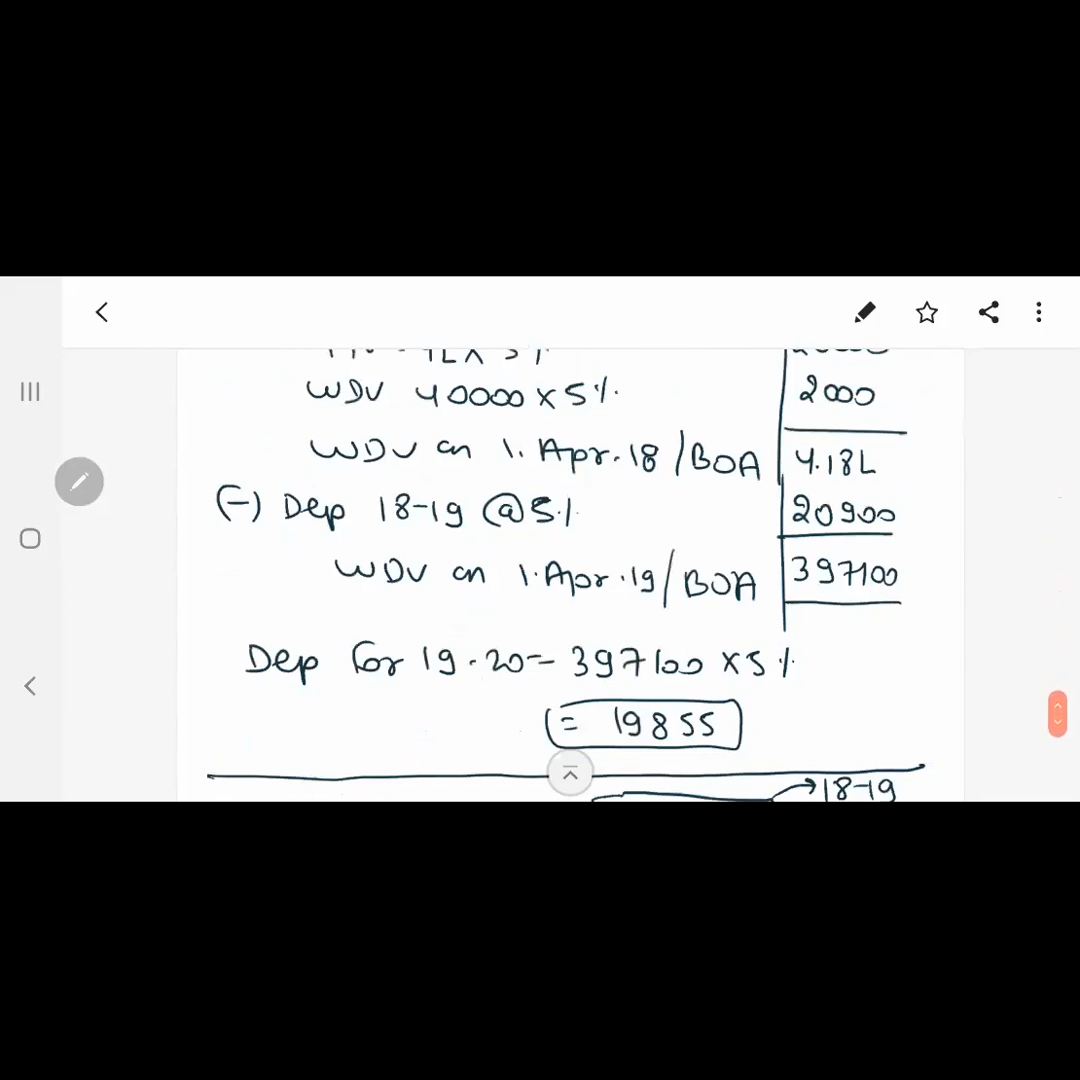 WDV 40000 x 5% 2000
WDV on 1. Apr. 18 / BOA 4.18L
(-) Dep 18-19 @ 5% 20900
WDV on 1. Apr. 19 / BOA 397100
Dep for 19-20 = 397100 x 5%
= 19855
→ 18-19